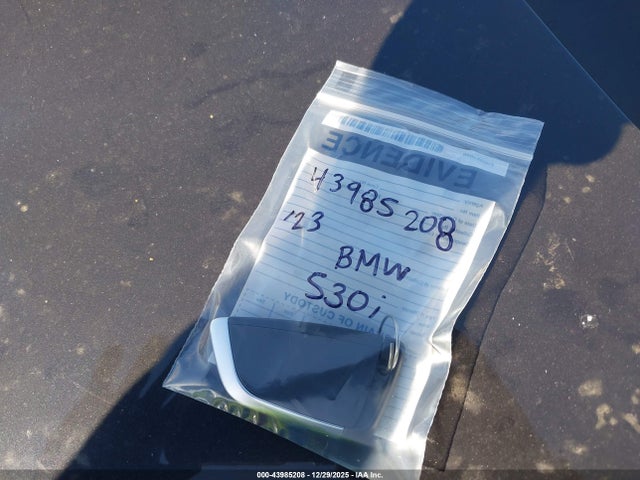 EVIDENCE
43985208
'23
BMW
530i
CHAIN OF CUSTODY
000-43985208 - 12/29/2025 - IAA Inc.